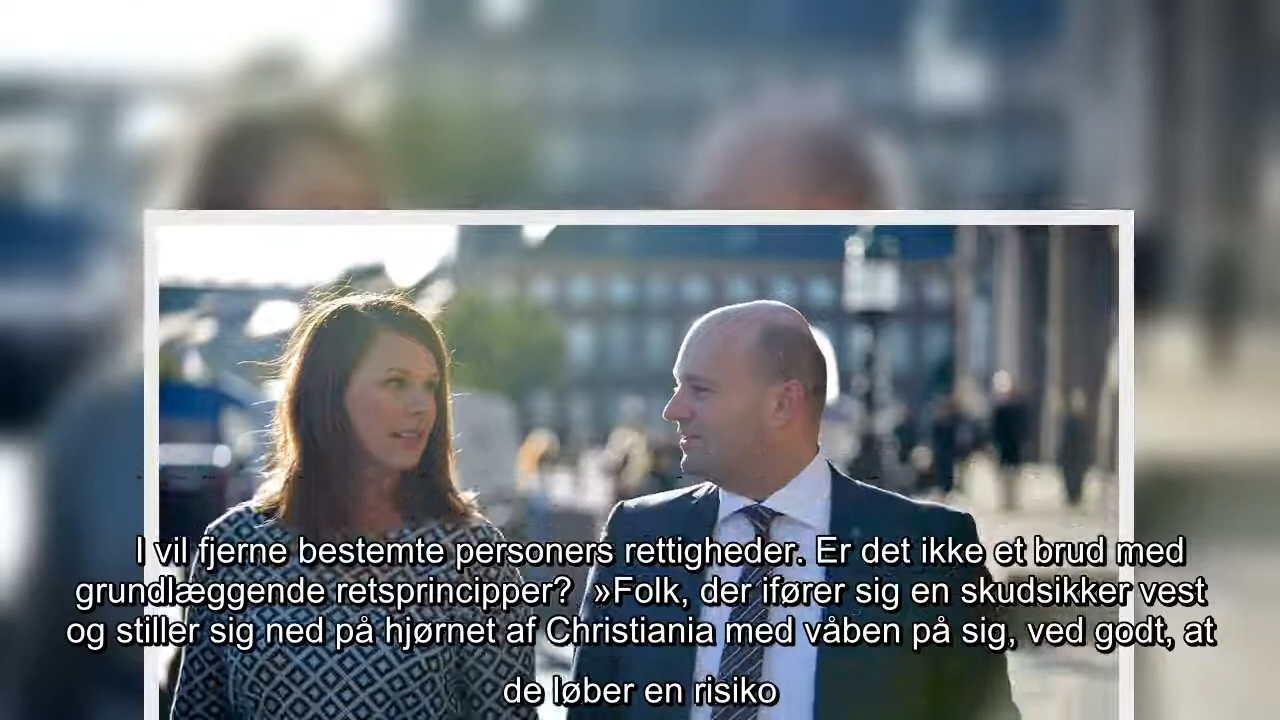 I vil fjerne bestemte personers rettigheder. Er det ikke et brud med
grundlæggende retsprincipper?  »Folk, der ifører sig en skudsikker vest
og stiller sig ned på hjørnet af Christiania med våben på sig, ved godt, at
de løber en risiko